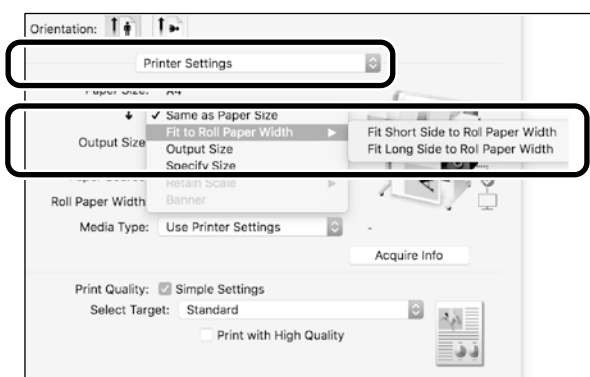 Orientation:
Printer Settings
Paper Size: A4
✓ Same as Paper Size
Fit to Roll Paper Width
Fit Short Side to Roll Paper Width
Output Size
Output Size
Fit Long Side to Rol Paper Width
Specify Size
Paper Source
Retain Scale
Roll Paper Width
Banner
Media Type: Use Printer Settings
-
Acquire Info
Print Quality: Simple Settings
Select Target: Standard
Print with High Quality